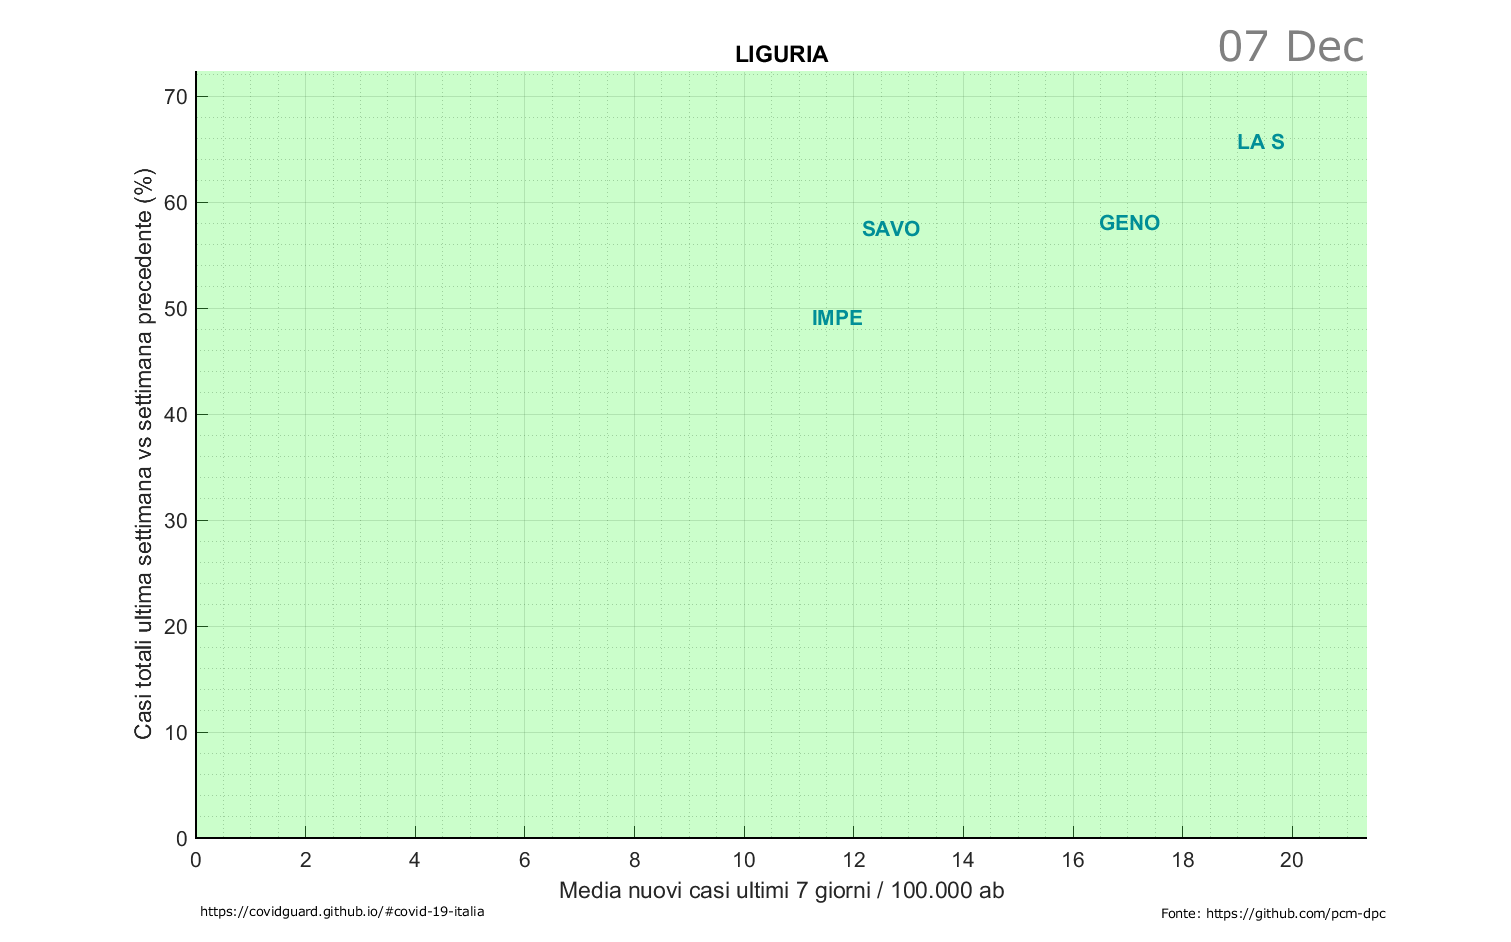 07 Dec
LIGURIA
Casi totali ultima settimana vs settimana precedente (%)
70
60
50
40
30
20
10
0
LA S
GENO
SAVO
IMPE
0 2 4 6 8 10 12 14 16 18 20
Media nuovi casi ultimi 7 giorni / 100.000 ab
https://covidguard.github.io/#covid-19-italia
Fonte: https://github.com/pcm-dpc